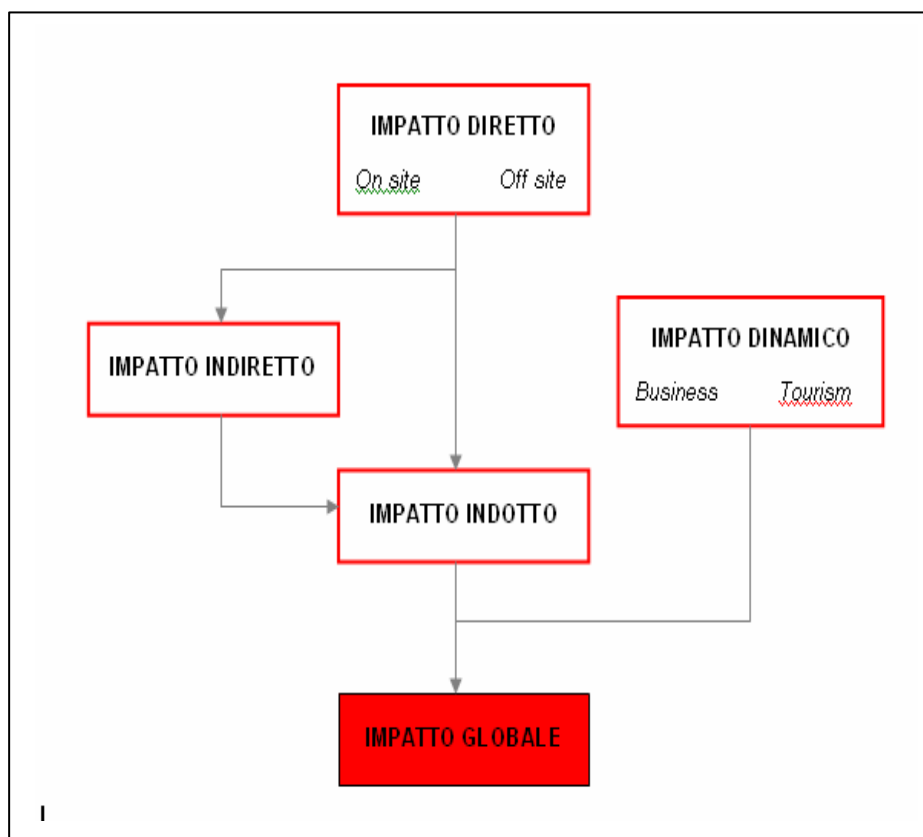 IMPATTO DIRETTO
On site Off site
IMPATTO INDIRETTO
IMPATTO DINAMICO
Business Tourism
IMPATTO INDOTTO
IMPATTO GLOBALE